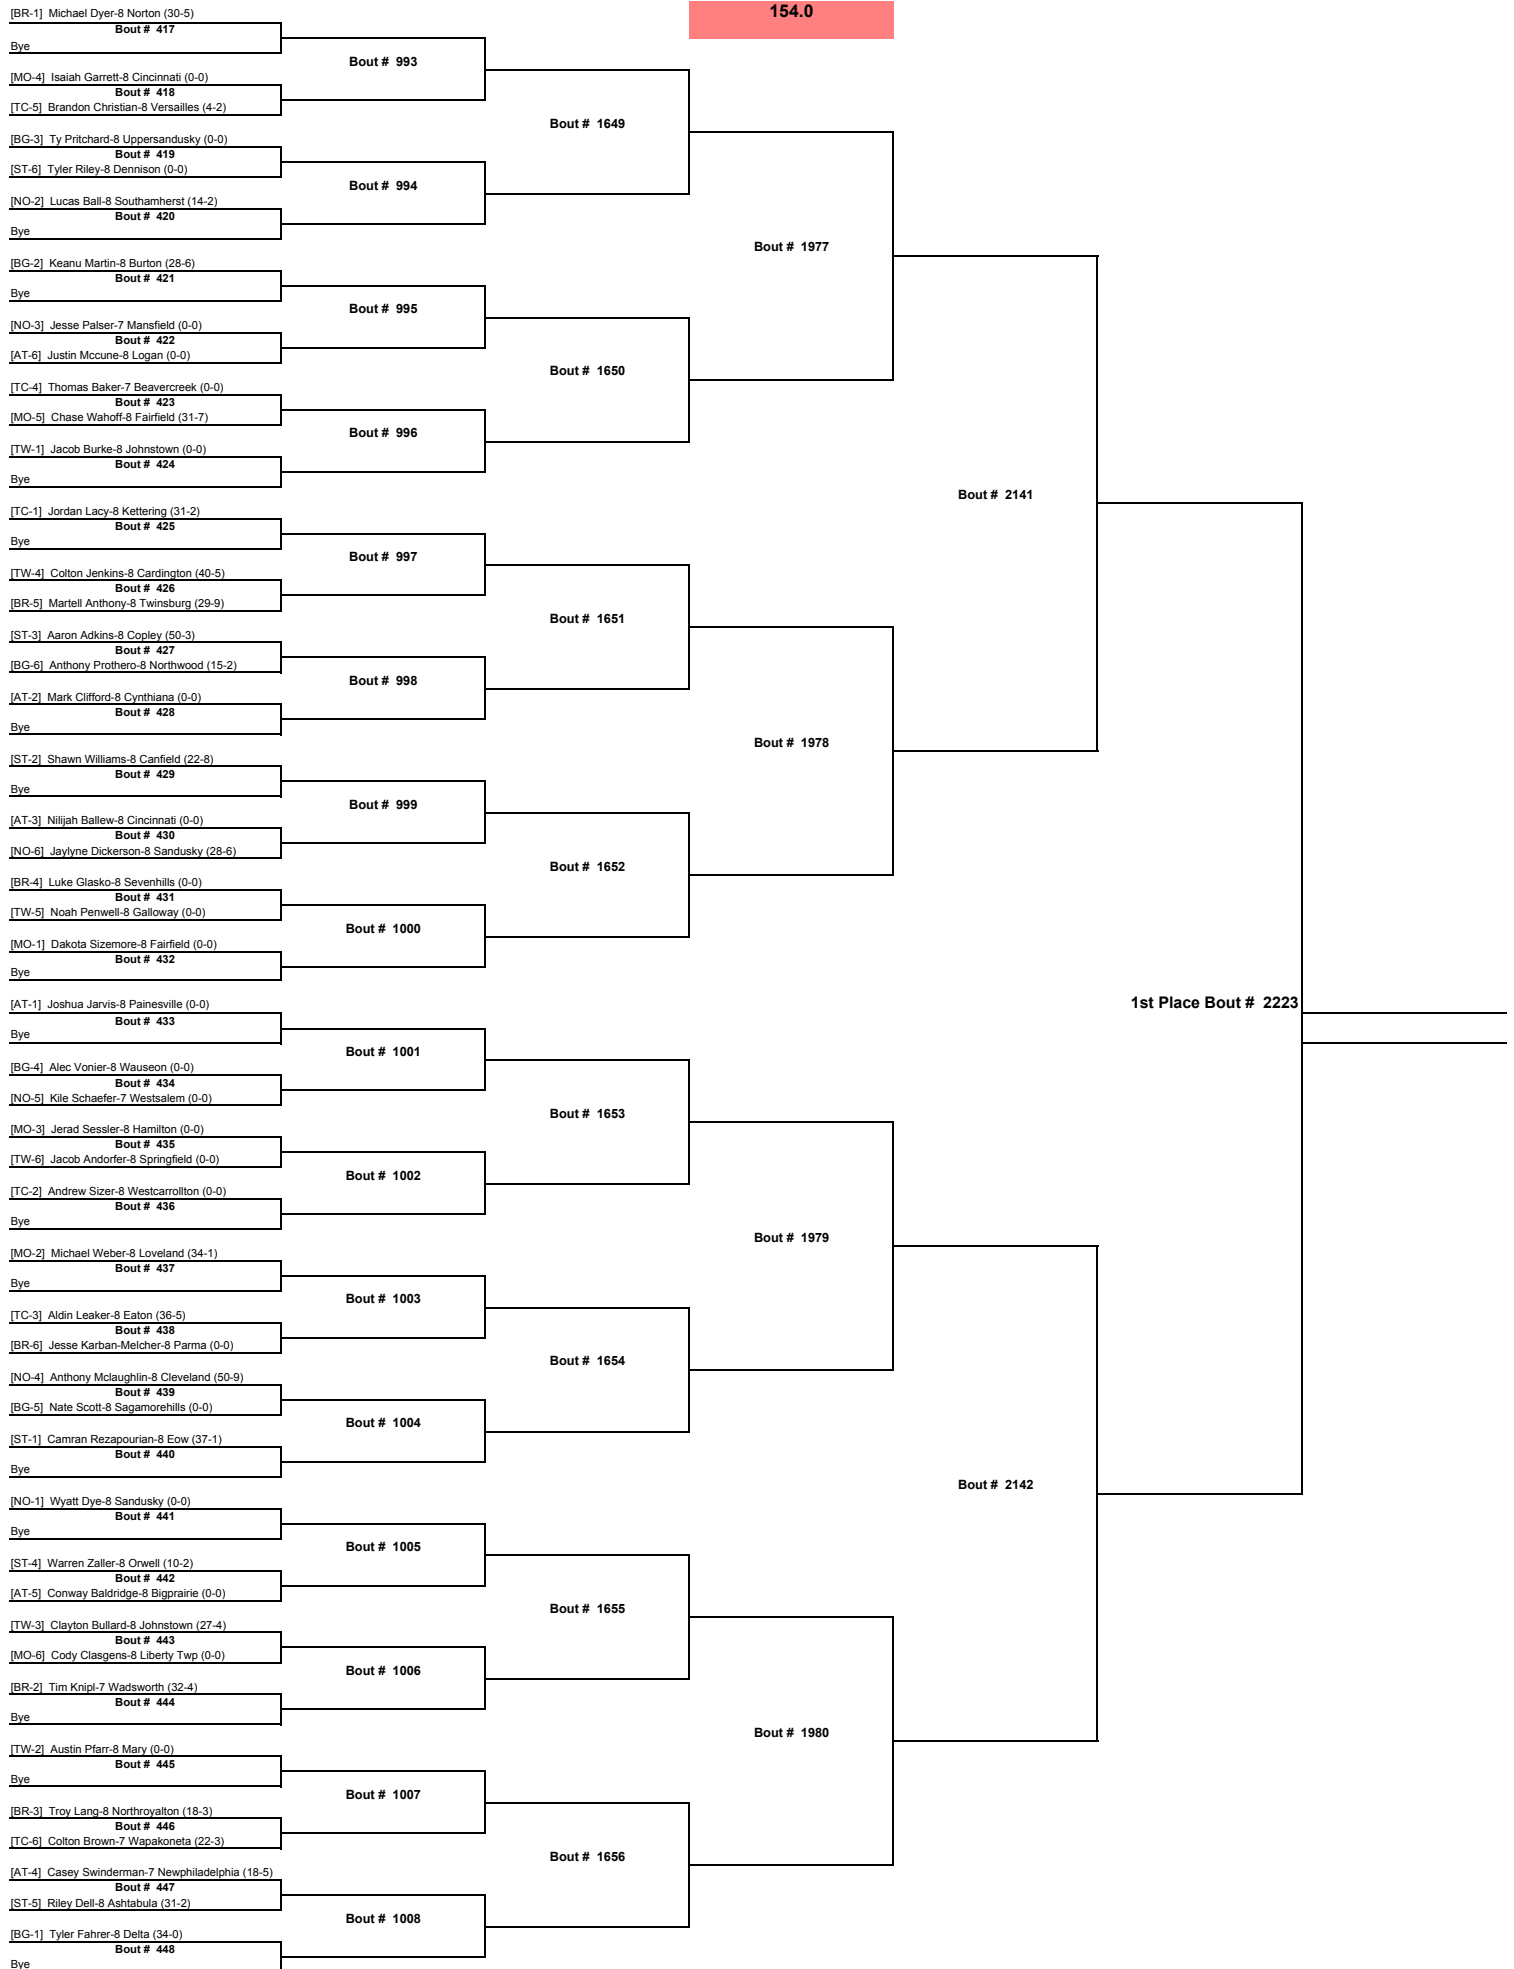 154.0
[BR-1] Michael Dyer-8 Norton (30-5)
Bout # 417
Bye
Bout # 993
[MO-4] Isaiah Garrett-8 Cincinnati (0-0)
Bout # 418
[TC-5] Brandon Christian-8 Versailles (4-2)
Bout # 1649
[BG-3] Ty Pritchard-8 Uppersandusky (0-0)
Bout # 419
[ST-6] Tyler Riley-8 Dennison (0-0)
Bout # 994
[NO-2] Lucas Ball-8 Southamherst (14-2)
Bout # 420
Bye
Bout # 1977
[BG-2] Keanu Martin-8 Burton (28-6)
Bout # 421
Bye
Bout # 995
[NO-3] Jesse Palser-7 Mansfield (0-0)
Bout # 422
[AT-6] Justin Mccune-8 Logan (0-0)
Bout # 1650
[TC-4] Thomas Baker-7 Beavercreek (0-0)
Bout # 423
[MO-5] Chase Wahoff-8 Fairfield (31-7)
Bout # 996
[TW-1] Jacob Burke-8 Johnstown (0-0)
Bout # 424
Bye
Bout # 2141
[TC-1] Jordan Lacy-8 Kettering (31-2)
Bout # 425
Bye
Bout # 997
[TW-4] Colton Jenkins-8 Cardington (40-5)
Bout # 426
[BR-5] Martell Anthony-8 Twinsburg (29-9)
Bout # 1651
[ST-3] Aaron Adkins-8 Copley (50-3)
Bout # 427
[BG-6] Anthony Prothero-8 Northwood (15-2)
Bout # 998
[AT-2] Mark Clifford-8 Cynthiana (0-0)
Bout # 428
Bye
Bout # 1978
[ST-2] Shawn Williams-8 Canfield (22-8)
Bout # 429
Bye
Bout # 999
[AT-3] Nilijah Ballew-8 Cincinnati (0-0)
Bout # 430
[NO-6] Jaylyne Dickerson-8 Sandusky (28-6)
Bout # 1652
[BR-4] Luke Glasko-8 Sevenhills (0-0)
Bout # 431
[TW-5] Noah Penwell-8 Galloway (0-0)
Bout # 1000
[MO-1] Dakota Sizemore-8 Fairfield (0-0)
Bout # 432
Bye
1st Place Bout # 2223
[AT-1] Joshua Jarvis-8 Painesville (0-0)
Bout # 433
Bye
Bout # 1001
[BG-4] Alec Vonier-8 Wauseon (0-0)
Bout # 434
[NO-5] Kile Schaefer-7 Westsalem (0-0)
Bout # 1653
[MO-3] Jerad Sessler-8 Hamilton (0-0)
Bout # 435
[TW-6] Jacob Andorfer-8 Springfield (0-0)
Bout # 1002
[TC-2] Andrew Sizer-8 Westcarrollton (0-0)
Bout # 436
Bye
Bout # 1979
[MO-2] Michael Weber-8 Loveland (34-1)
Bout # 437
Bye
Bout # 1003
[TC-3] Aldin Leaker-8 Eaton (36-5)
Bout # 438
[BR-6] Jesse Karban-Melcher-8 Parma (0-0)
Bout # 1654
[NO-4] Anthony Mclaughlin-8 Cleveland (50-9)
Bout # 439
[BG-5] Nate Scott-8 Sagamorehills (0-0)
Bout # 1004
[ST-1] Camran Rezapourian-8 Eow (37-1)
Bout # 440
Bye
Bout # 2142
[NO-1] Wyatt Dye-8 Sandusky (0-0)
Bout # 441
Bye
Bout # 1005
[ST-4] Warren Zaller-8 Orwell (10-2)
Bout # 442
[AT-5] Conway Baldridge-8 Bigprairie (0-0)
Bout # 1655
[TW-3] Clayton Bullard-8 Johnstown (27-4)
Bout # 443
[MO-6] Cody Clasgens-8 Liberty Twp (0-0)
Bout # 1006
[BR-2] Tim Knipl-7 Wadsworth (32-4)
Bout # 444
Bye
Bout # 1980
[TW-2] Austin Pfarr-8 Mary (0-0)
Bout # 445
Bye
Bout # 1007
[BR-3] Troy Lang-8 Northroyalton (18-3)
Bout # 446
[TC-6] Colton Brown-7 Wapakoneta (22-3)
Bout # 1656
[AT-4] Casey Swinderman-7 Newphiladelphia (18-5)
Bout # 447
[ST-5] Riley Dell-8 Ashtabula (31-2)
Bout # 1008
[BG-1] Tyler Fahrer-8 Delta (34-0)
Bout # 448
Bye